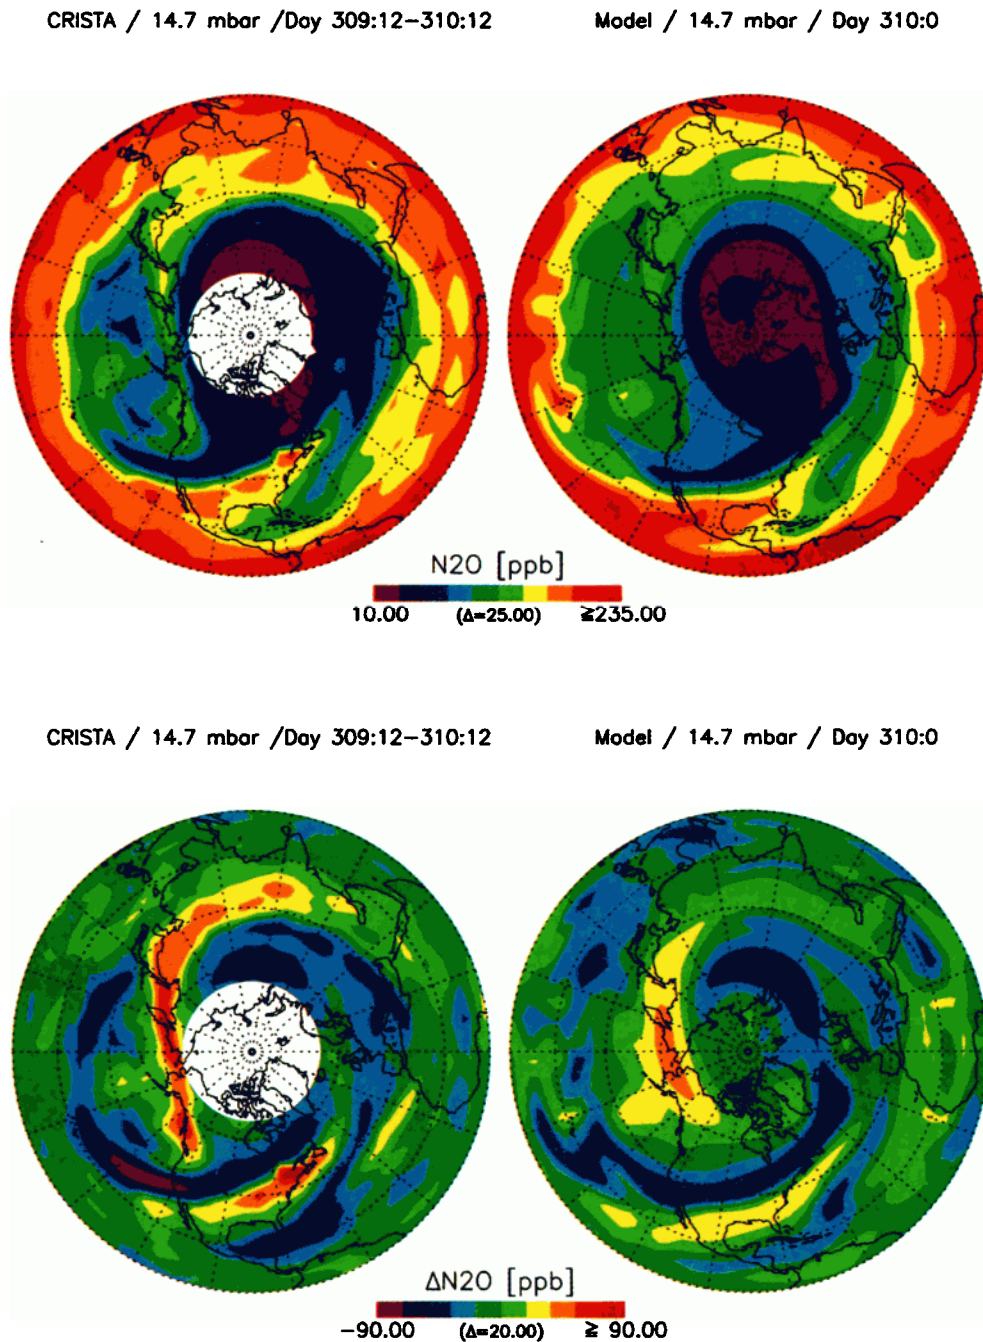 CRISTA / 14.7 mbar /Day 309:12-310:12 Model / 14.7 mbar / Day 310:0
N2O [ppb]
10.00 (Δ=25.00) ≧235.00
CRISTA / 14.7 mbar /Day 309:12-310:12 Model / 14.7 mbar / Day 310:0
ΔN2O [ppb]
-90.00 (Δ=20.00) ≧ 90.00